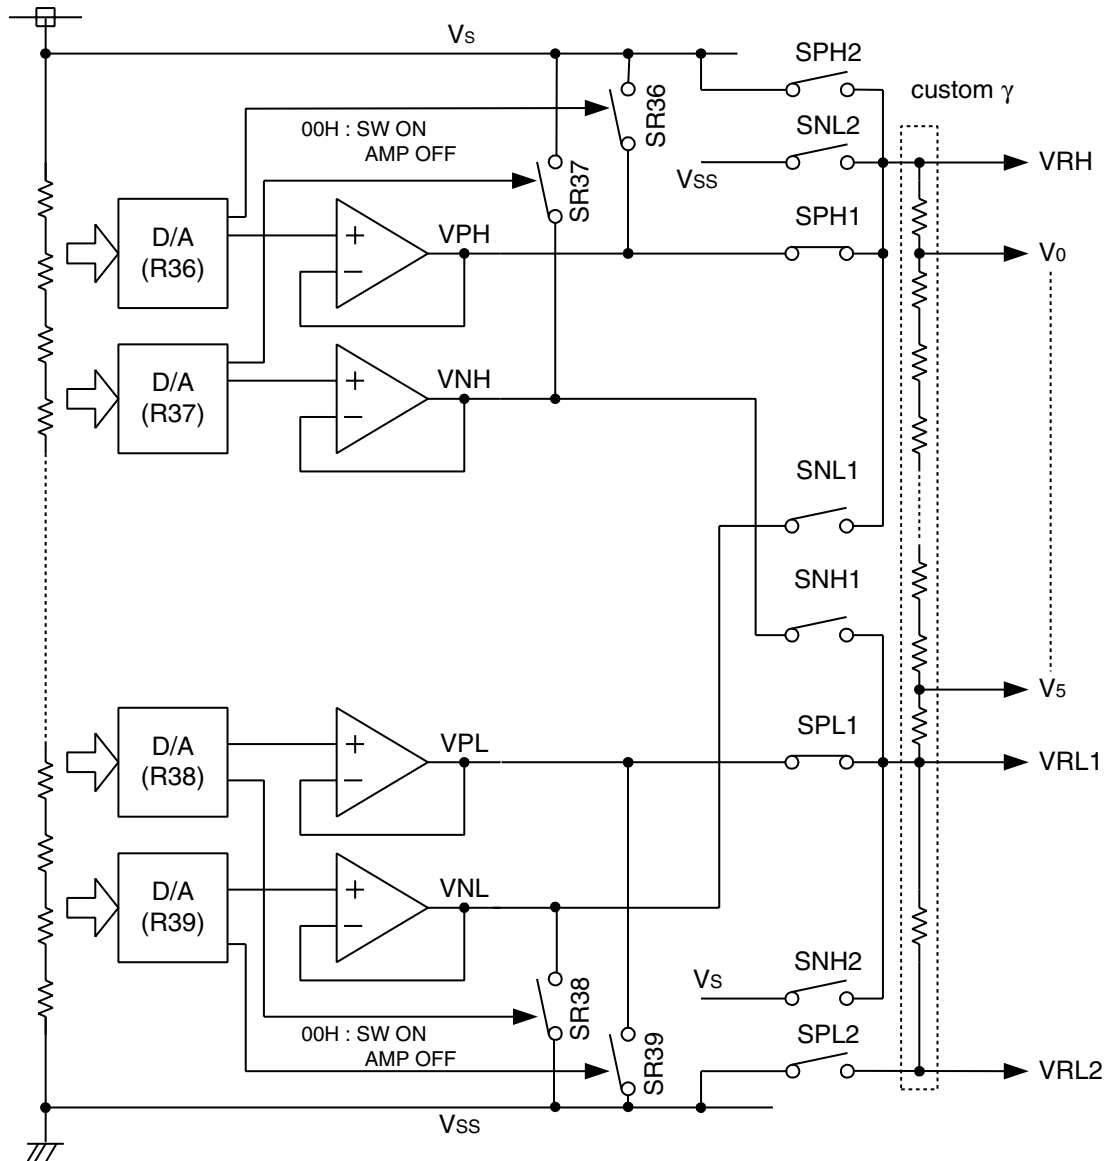 VS
SPH2
custom γ
SR36
00H : SW ON
AMP OFF
SNL2
VRH
VSS
SR37
D/A
(R36)
+
−
VPH
SPH1
V0
D/A
(R37)
+
−
VNH
SNL1
SNH1
V5
D/A
(R38)
+
−
VPL
SPL1
VRL1
D/A
(R39)
+
−
VNL
VS
SNH2
SR38
00H : SW ON
AMP OFF
SR39
SPL2
VRL2
VSS